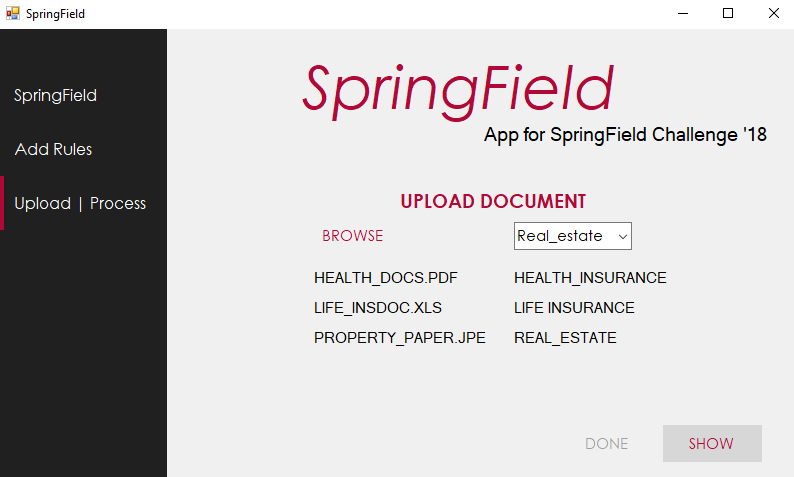 SpringField
SpringField
Add Rules
Upload | Process
SpringField
App for SpringField Challenge '18
UPLOAD DOCUMENT
BROWSE Real_estate
HEALTH_DOCS.PDF HEALTH_INSURANCE
LIFE_INSDOC.XLS LIFE INSURANCE
PROPERTY_PAPER.JPE REAL_ESTATE
DONE SHOW